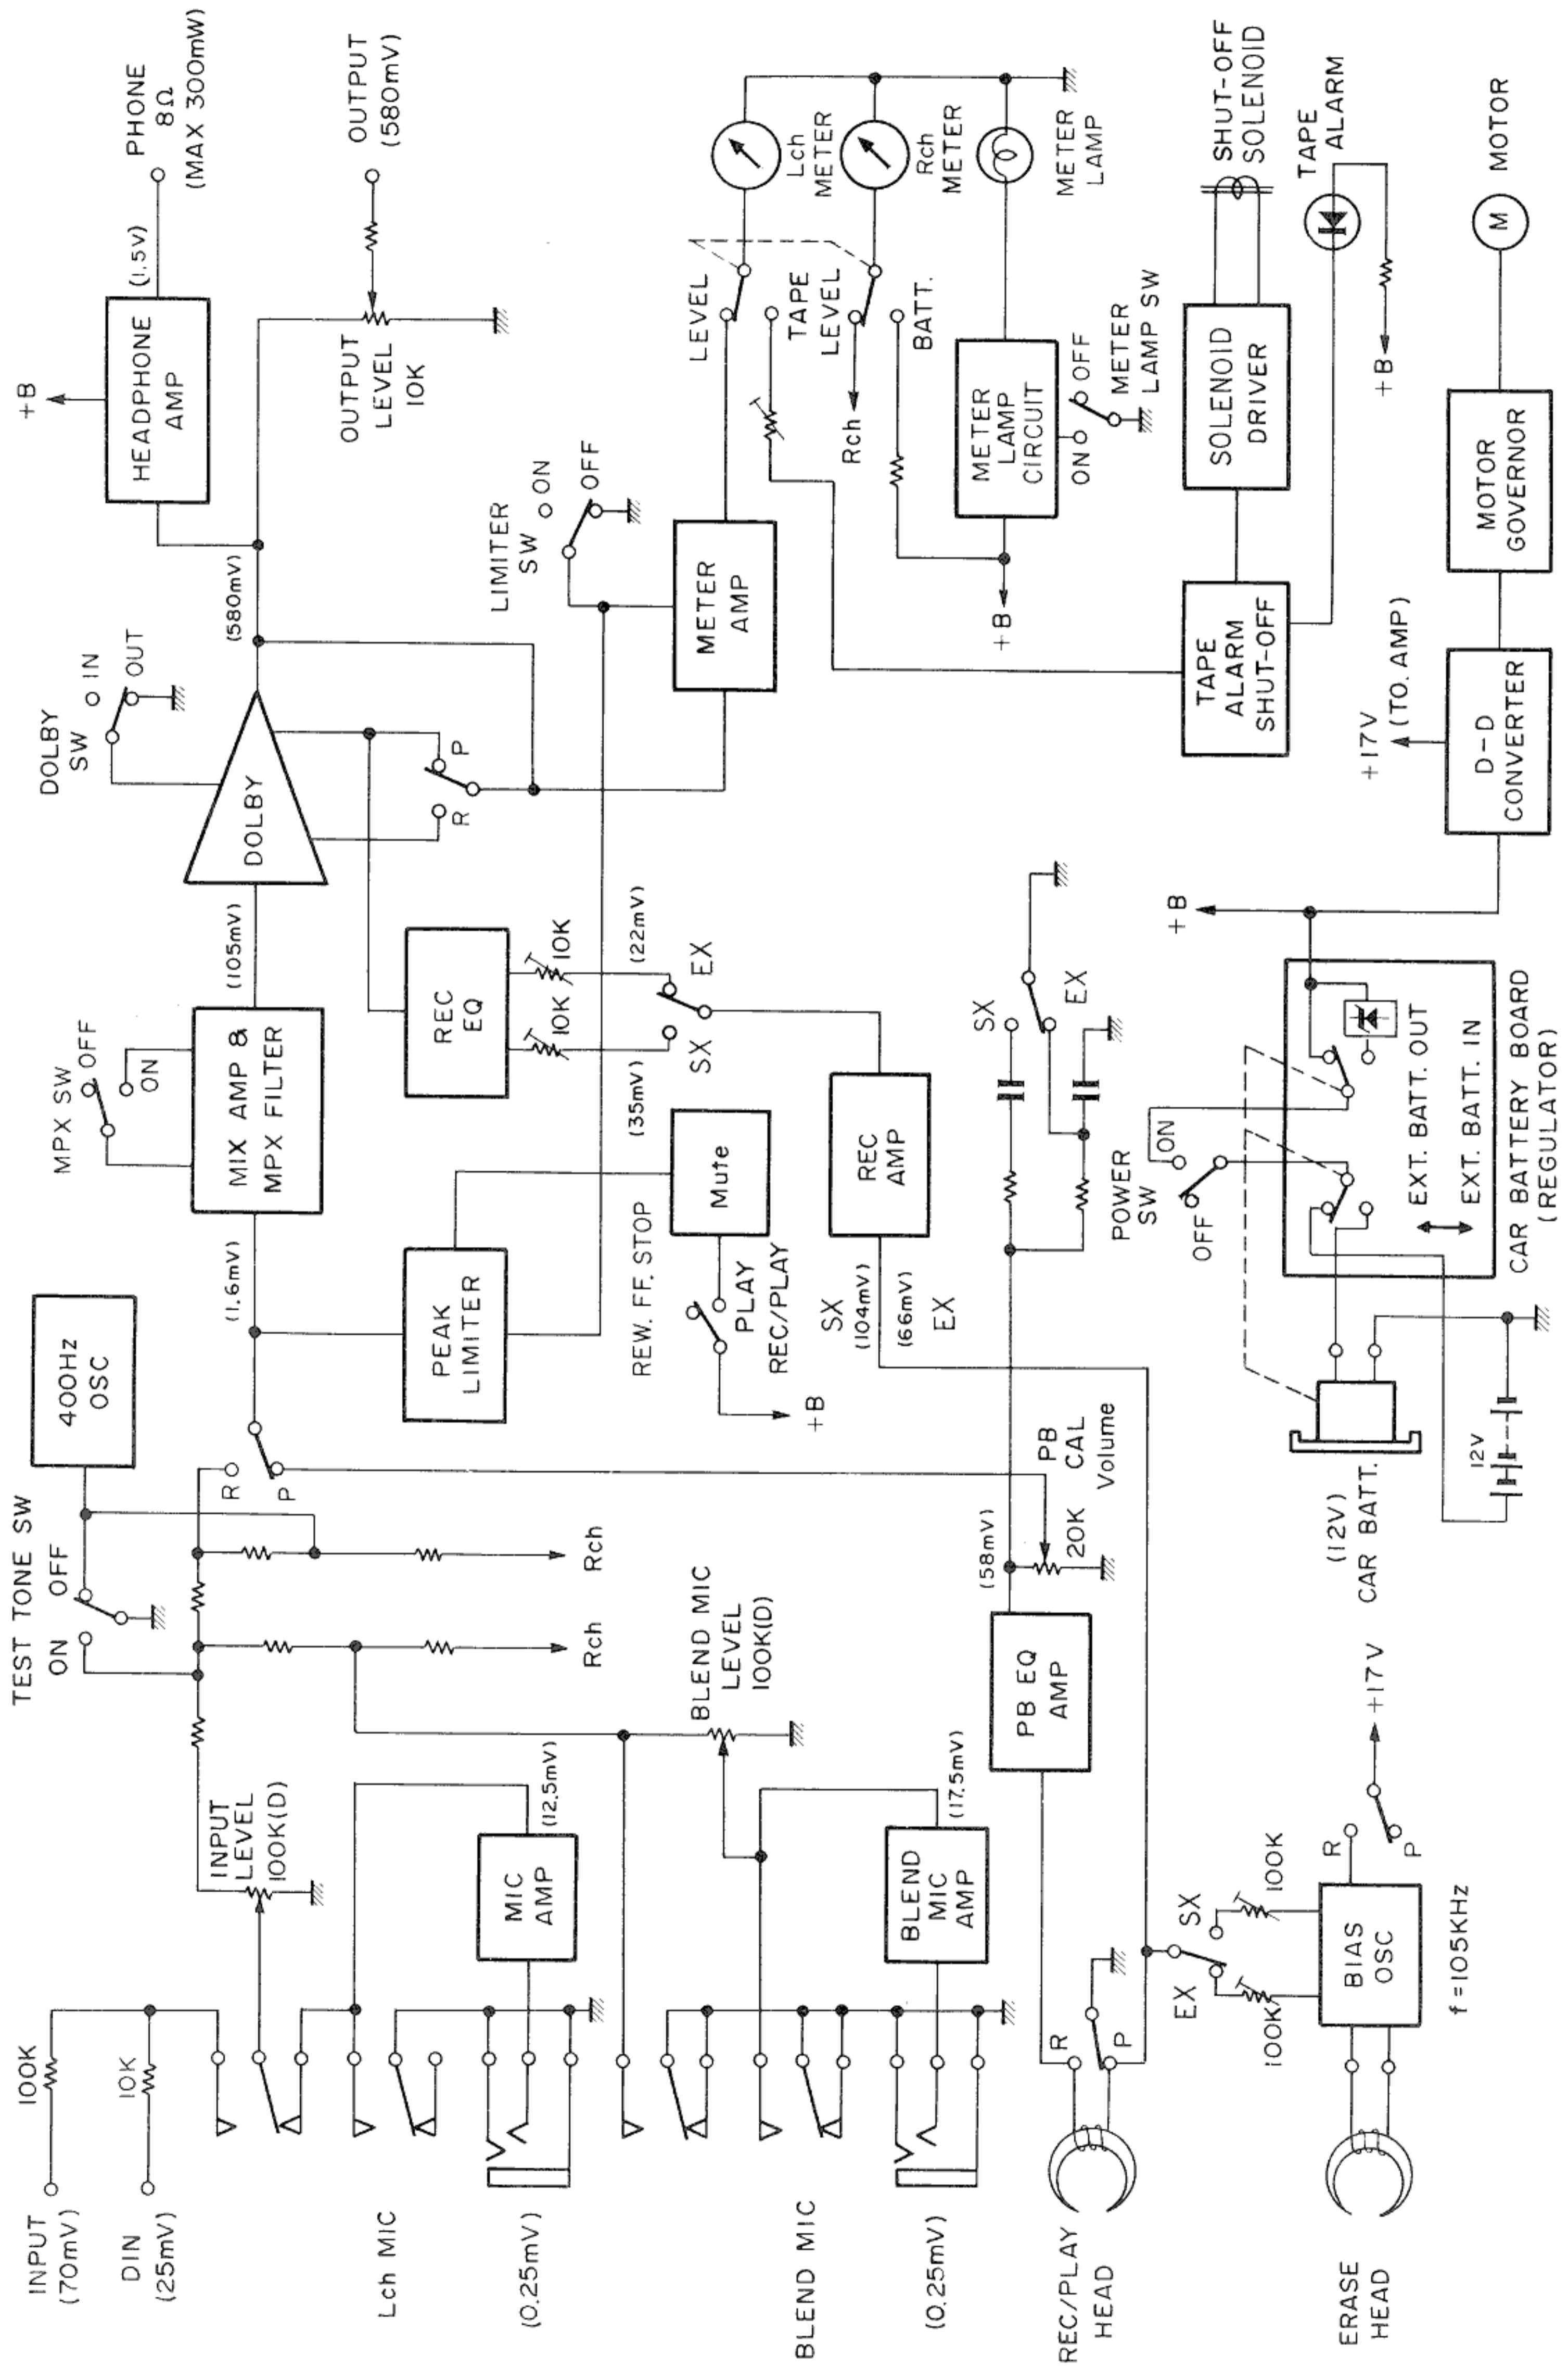 INPUT
(70mV)
100K
DIN
(25mV)
10K
TEST TONE SW
ON OFF
400Hz
OSC
INPUT
LEVEL
100K(D)
R
P
(1.6mV)
MPX SW
OFF
ON
MIX AMP &
MPX FILTER
(105mV)
DOLBY
SW
IN
OUT
DOLBY
R
P
(580mV)
+B
HEADPHONE
AMP
(1.5V)
PHONE
8Ω
(MAX 300mW)
OUTPUT
LEVEL
10K
OUTPUT
(580mV)
Lch MIC
(0.25mV)
MIC
AMP
(12.5mV)
Rch
Rch
PEAK
LIMITER
REC
EQ
10K
10K
(35mV)
(22mV)
SX
EX
LIMITER
SW
ON
OFF
METER
AMP
LEVEL
TAPE
LEVEL
Rch
BATT.
Lch
METER
Rch
METER
METER
LAMP
METER
LAMP
CIRCUIT
+B
ON
OFF
METER
LAMP SW
BLEND MIC
(0.25mV)
BLEND
MIC
AMP
(17.5mV)
BLEND MIC
LEVEL
100K(D)
REW. FF. STOP
PLAY
REC/PLAY
+B
Mute
REC
AMP
SX
(104mV)
(66mV)
EX
REC/PLAY
HEAD
R
P
PB EQ
AMP
(58mV)
20K
PB
CAL
Volume
SX
EX
TAPE
ALARM
SHUT-OFF
SOLENOID
DRIVER
SHUT-OFF
SOLENOID
TAPE
ALARM
+B
ERASE
HEAD
EX
SX
100K
100K
BIAS
OSC
f=105KHz
R
P
+17V
(12V)
CAR BATT.
12V
POWER
SW
ON
OFF
EXT. BATT. OUT
EXT. BATT. IN
CAR BATTERY BOARD
(REGULATOR)
+B
+17V
(TO. AMP)
D-D
CONVERTER
MOTOR
GOVERNOR
M
MOTOR